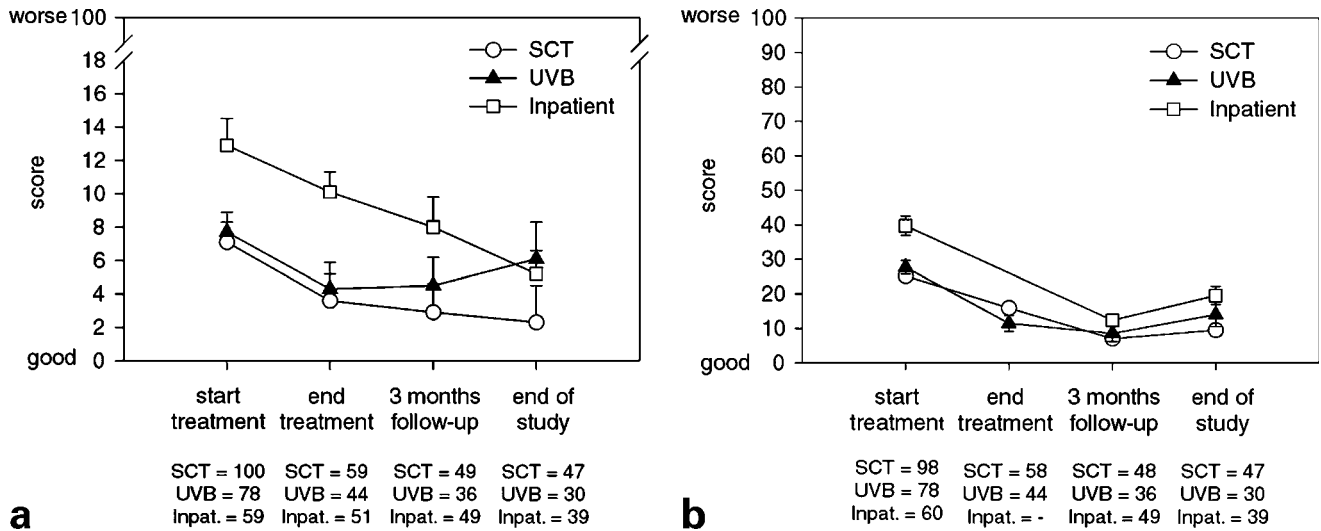 worse 100
18
16
14
12
10
8
6
4
2
good 0
score
SCT
UVB
Inpatient
start treatment
end treatment
3 months follow-up
end of study
SCT = 100 SCT = 59 SCT = 49 SCT = 47
UVB = 78 UVB = 44 UVB = 36 UVB = 30
Inpat. = 59 Inpat. = 51 Inpat. = 49 Inpat. = 39
a
worse 100
90
80
70
60
50
40
30
20
10
good 0
score
SCT
UVB
Inpatient
start treatment
end treatment
3 months follow-up
end of study
SCT = 98 SCT = 58 SCT = 48 SCT = 47
UVB = 78 UVB = 44 UVB = 36 UVB = 30
Inpat. = 60 Inpat. = - Inpat. = 49 Inpat. = 39
b